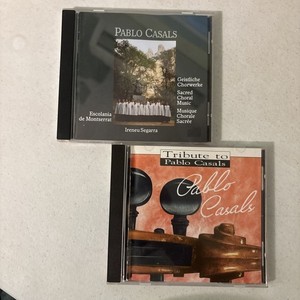 PABLO CASALS
Geistliche
Chorwerke
Sacred
Choral
Music
Musique
Chorale
Sacrée
Escolania
de Montserrat
Ireneu Segarra
Tribute to
Pablo Casals
Pablo
Casals